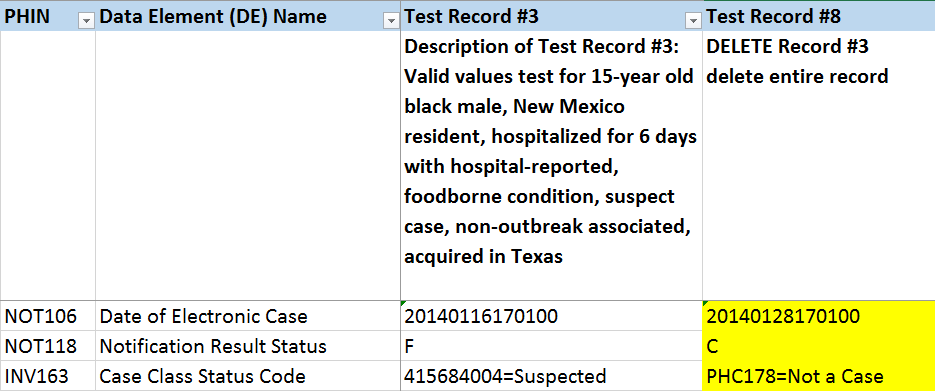 PHIN Data Element (DE) Name Test Record #3 Test Record #8
Description of Test Record #3:
Valid values test for 15-year old
black male, New Mexico
resident, hospitalized for 6 days
with hospital-reported,
foodborne condition, suspect
case, non-outbreak associated,
acquired in Texas
DELETE Record #3
delete entire record
NOT106 Date of Electronic Case 20140116170100 20140128170100
NOT118 Notification Result Status F C
INV163 Case Class Status Code 415684004=Suspected PHC178=Not a Case